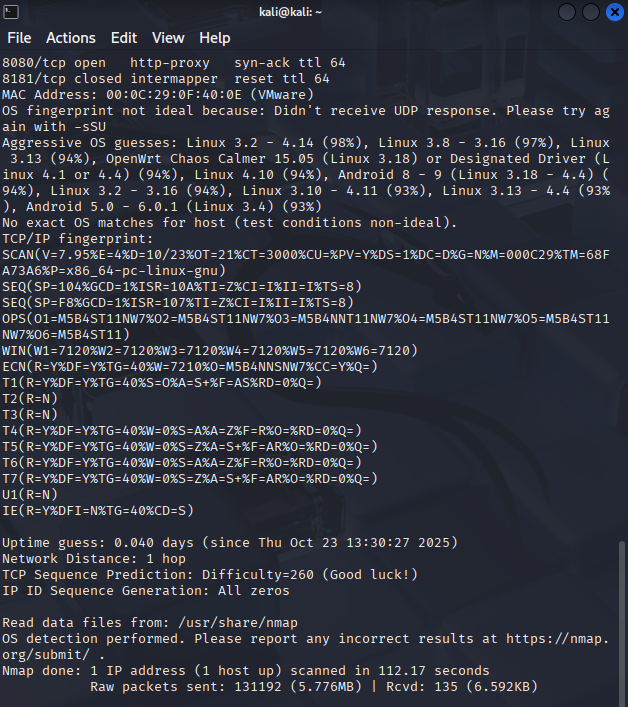 kali@kali: ~
File Actions Edit View Help
8080/tcp open   http-proxy   syn-ack ttl 64
8181/tcp closed intermapper  reset ttl 64
MAC Address: 00:0C:29:0F:40:0E (VMware)
OS fingerprint not ideal because: Didn't receive UDP response. Please try ag
ain with -sSU
Aggressive OS guesses: Linux 3.2 - 4.14 (98%), Linux 3.8 - 3.16 (97%), Linux
 3.13 (94%), OpenWrt Chaos Calmer 15.05 (Linux 3.18) or Designated Driver (L
inux 4.1 or 4.4) (94%), Linux 4.10 (94%), Android 8 - 9 (Linux 3.18 - 4.4) (
94%), Linux 3.2 - 3.16 (94%), Linux 3.10 - 4.11 (93%), Linux 3.13 - 4.4 (93%
), Android 5.0 - 6.0.1 (Linux 3.4) (93%)
No exact OS matches for host (test conditions non-ideal).
TCP/IP fingerprint:
SCAN(V=7.95%E=4%D=10/23%OT=21%CT=3000%CU=%PV=Y%DS=1%DC=D%G=N%M=000C29%TM=68F
A73A6%P=x86_64-pc-linux-gnu)
SEQ(SP=104%GCD=1%ISR=10A%TI=Z%CI=I%II=I%TS=8)
SEQ(SP=F8%GCD=1%ISR=108%TI=Z%CI=I%II=I%TS=8)
OPS(O1=M5B4ST11NW7%O2=M5B4ST11NW7%O3=M5B4NNT11NW7%O4=M5B4ST11NW7%O5=M5B4ST11
NW7%O6=M5B4ST11)
WIN(W1=7120%W2=7120%W3=7120%W4=7120%W5=7120%W6=7120)
ECN(R=Y%DF=Y%TG=40%W=7210%O=M5B4NNSNW7%CC=Y%Q=)
T1(R=Y%DF=Y%TG=40%S=O%A=S+%F=AS%RD=0%Q=)
T2(R=N)
T3(R=N)
T4(R=Y%DF=Y%TG=40%W=0%S=A%A=Z%F=R%O=%RD=0%Q=)
T5(R=Y%DF=Y%TG=40%W=0%S=Z%A=S+%F=AR%O=%RD=0%Q=)
T6(R=Y%DF=Y%TG=40%W=0%S=A%A=Z%F=R%O=%RD=0%Q=)
T7(R=Y%DF=Y%TG=40%W=0%S=Z%A=S+%F=AR%O=%RD=0%Q=)
U1(R=N)
IE(R=Y%DFI=N%TG=40%CD=S)
Uptime guess: 0.040 days (since Thu Oct 23 13:30:27 2025)
Network Distance: 1 hop
TCP Sequence Prediction: Difficulty=260 (Good luck!)
IP ID Sequence Generation: All zeros
Read data files from: /usr/share/nmap
OS detection performed. Please report any incorrect results at https://nmap.
org/submit/ .
Nmap done: 1 IP address (1 host up) scanned in 112.17 seconds
           Raw packets sent: 131192 (5.776MB) | Rcvd: 135 (6.592KB)